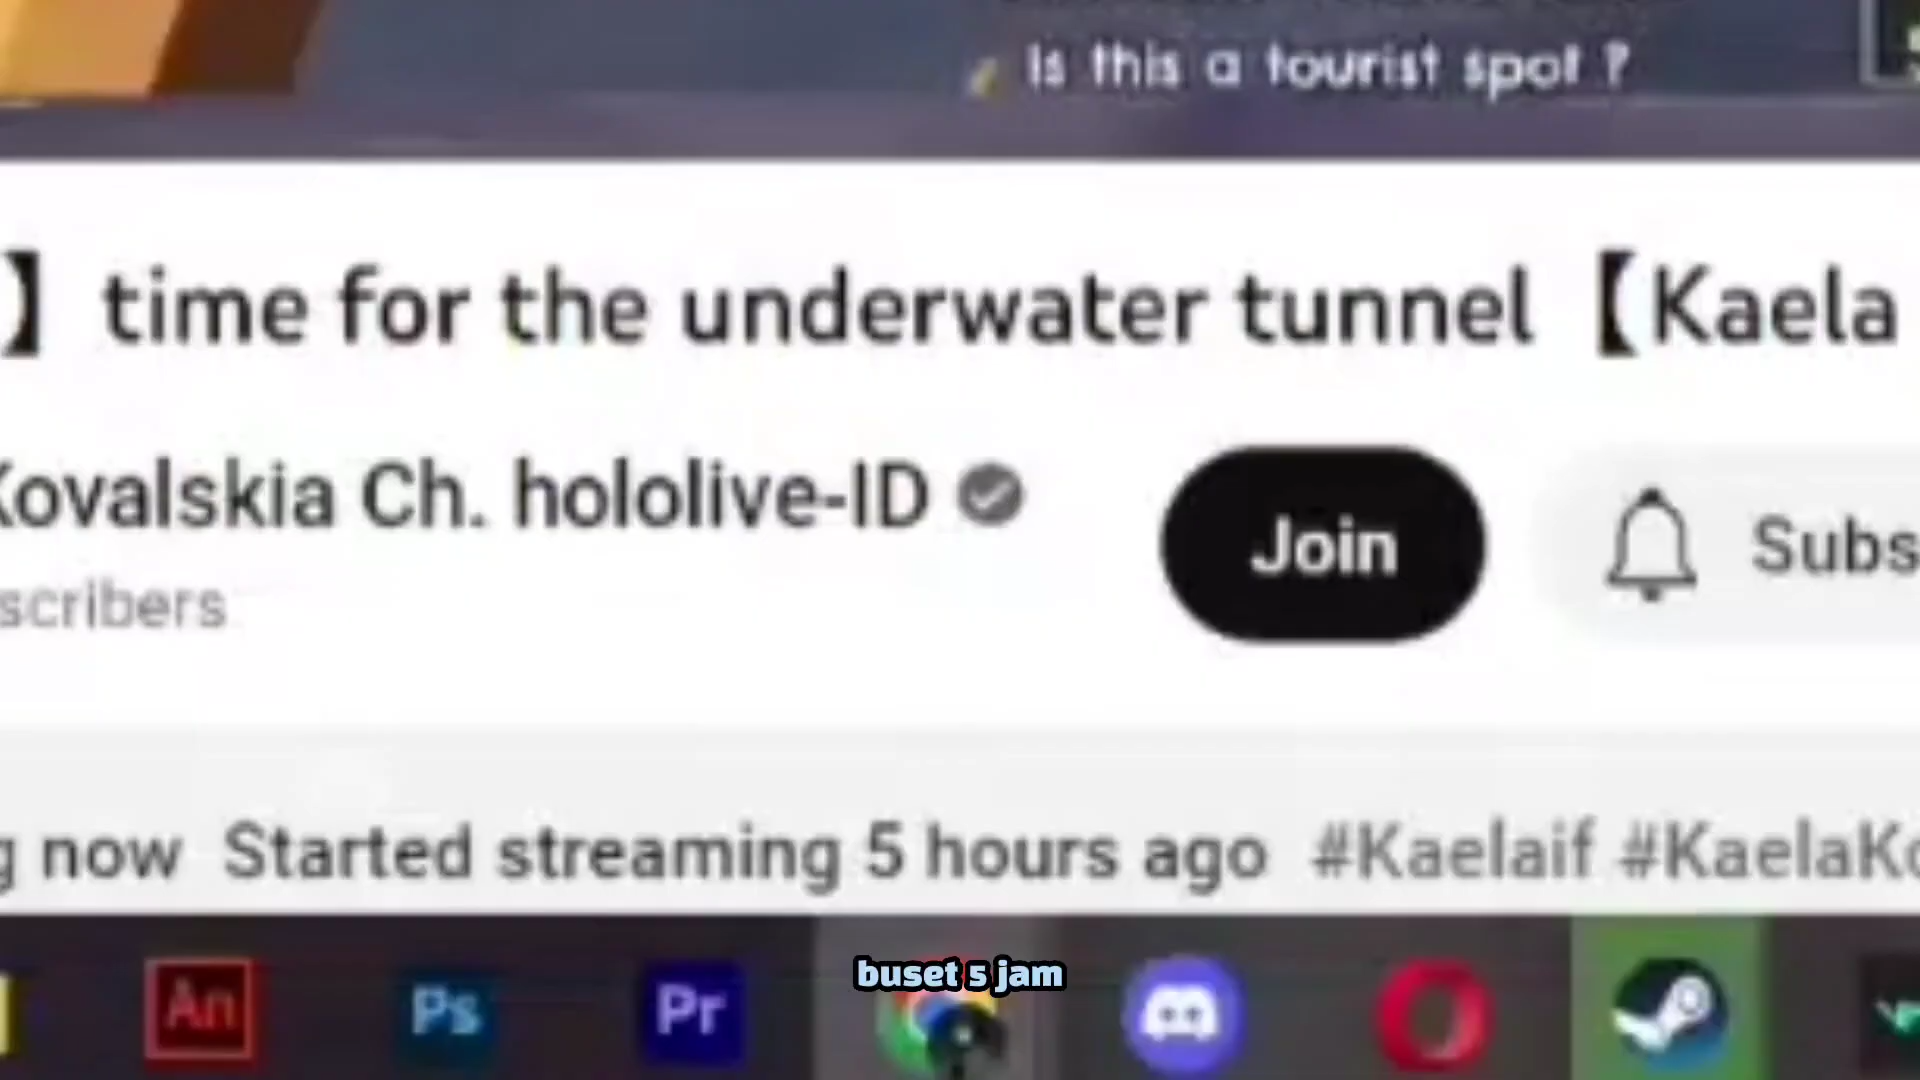 Is this a tourist spot ?
】 time for the underwater tunnel 【Kaela
Kovalskia Ch. hololive-ID
Join
Subs
scribers
g now Started streaming 5 hours ago #Kaelaif #KaelaKo
buset 5 jam
An
Ps
Pr